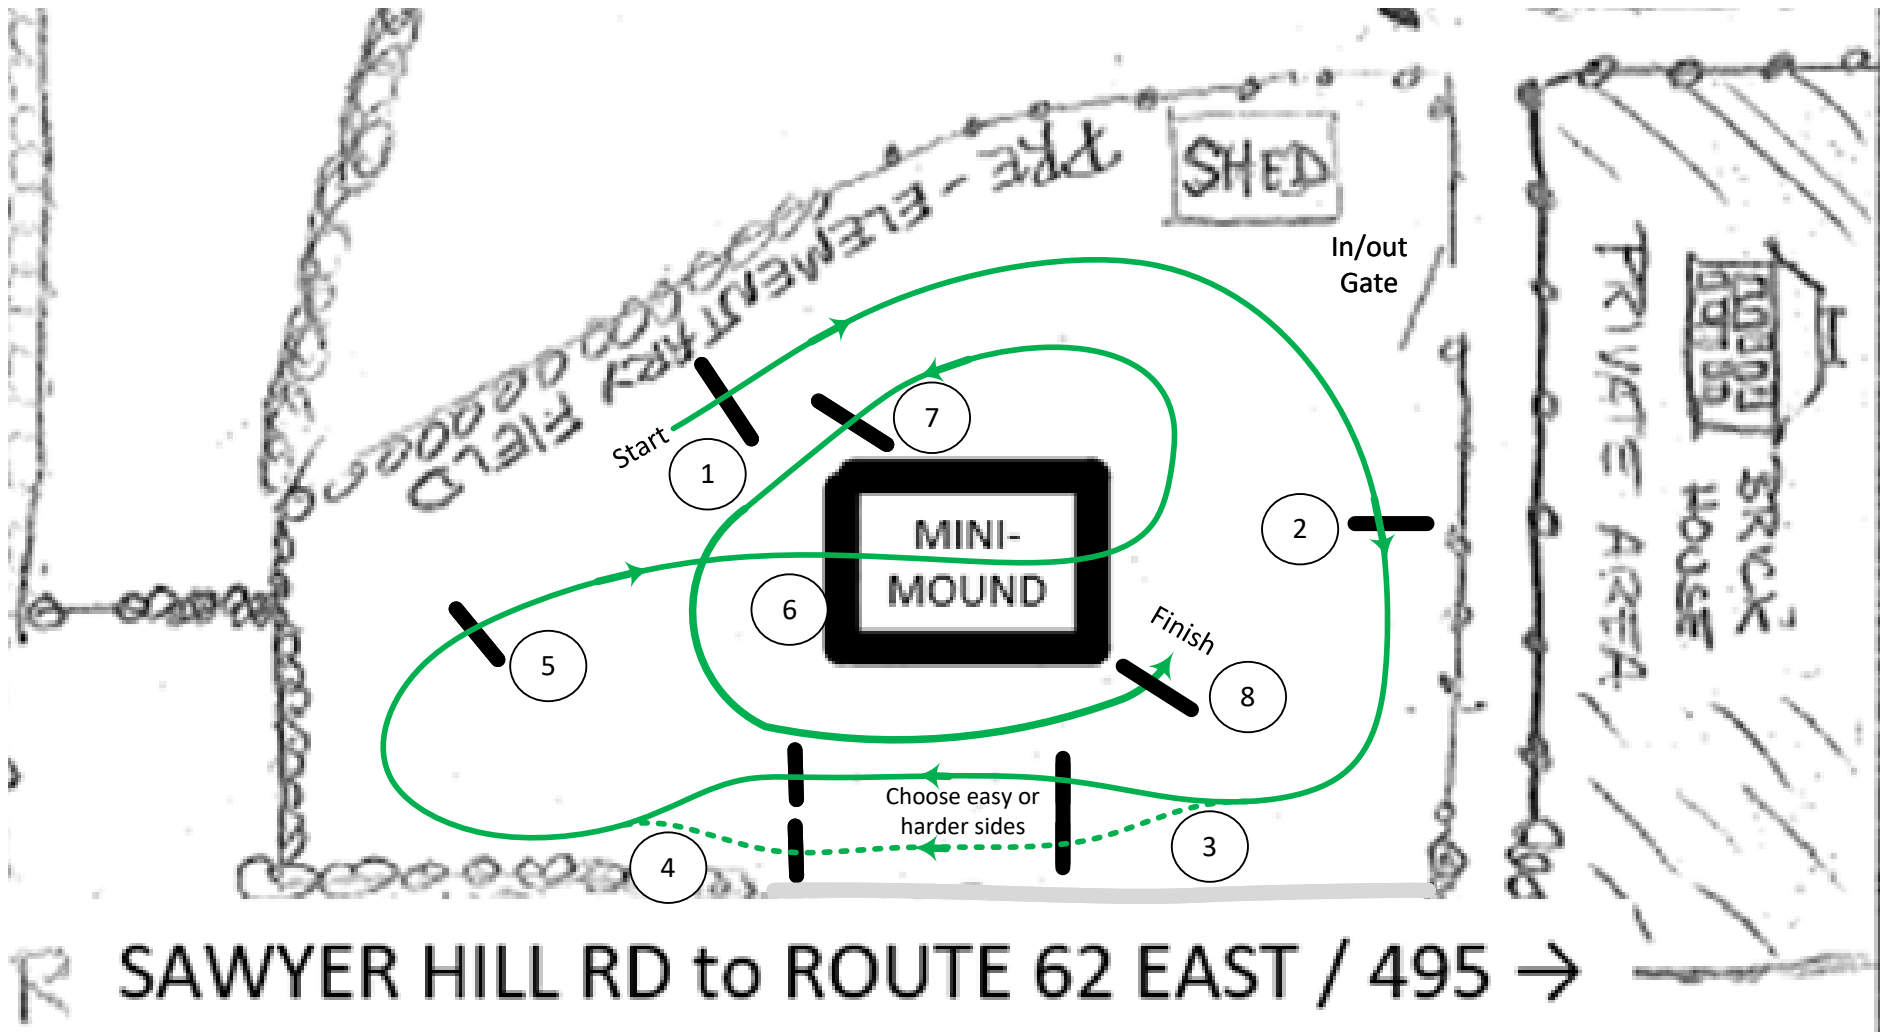 PRE-ELEMENTARY FIELD
SHED
In/out
Gate
Start
1
7
2
MINI-
MOUND
6
5
Finish
8
Choose easy or
harder sides
3
4
PRIVATE AREA
BRICK
HOUSE
R
SAWYER HILL RD to ROUTE 62 EAST / 495 →